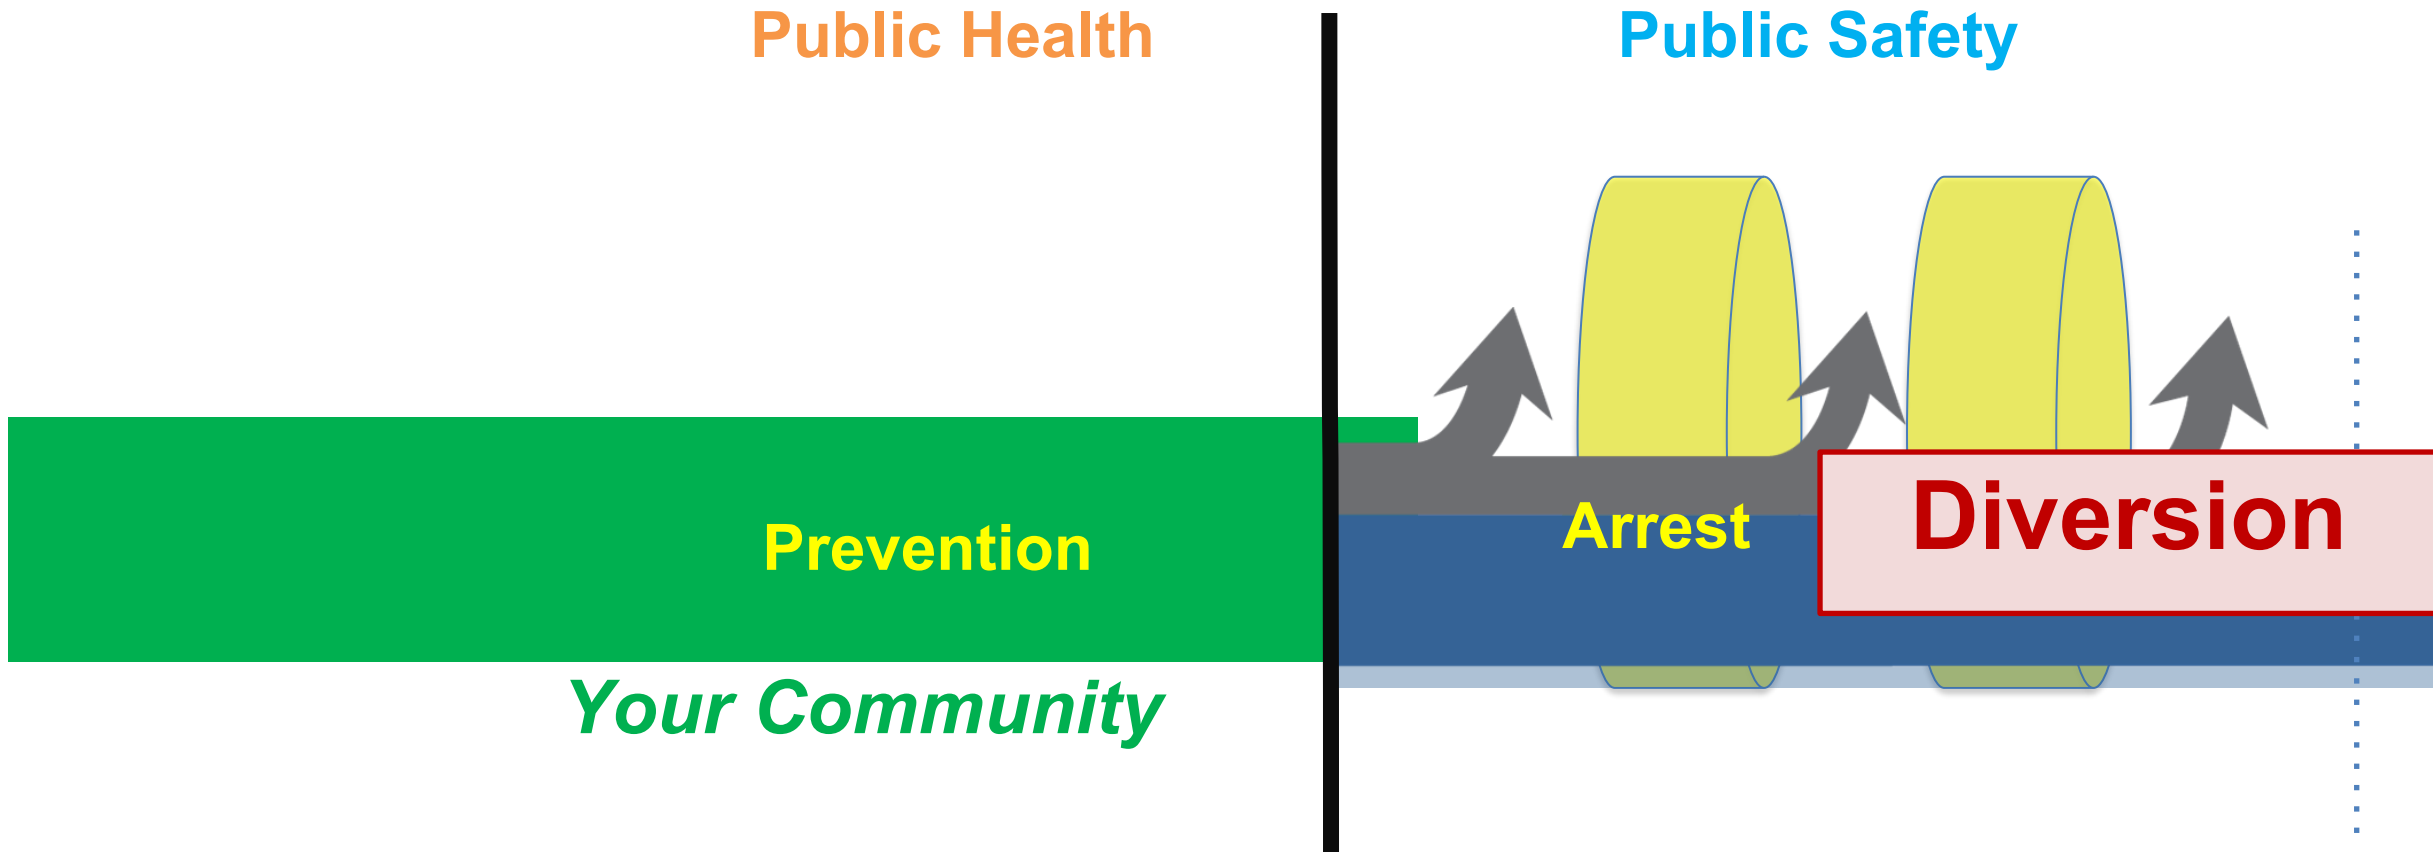 Public Health
Public Safety
Prevention
Arrest
Diversion
Your Community